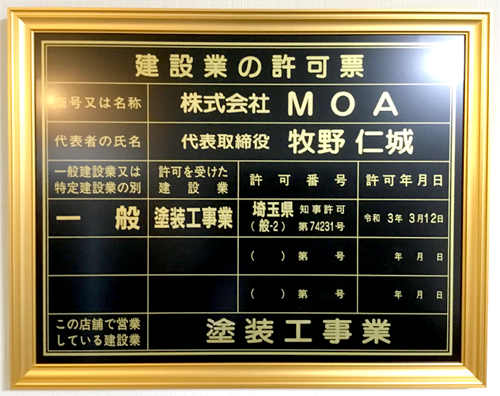 建設業の許可票
商号又は名称 株式会社 MOA
代表者の氏名 代表取締役 牧野 仁城
一般建設業又は特定建設業の別 許可を受けた建設業 許可番号 許可年月日
一般 塗装工事業 埼玉県 知事許可 (般-2) 第74231号 令和 3年 3月12日
( ) 第 号 年 月 日
( ) 第 号 年 月 日
この店舗で営業している建設業 塗装工事業